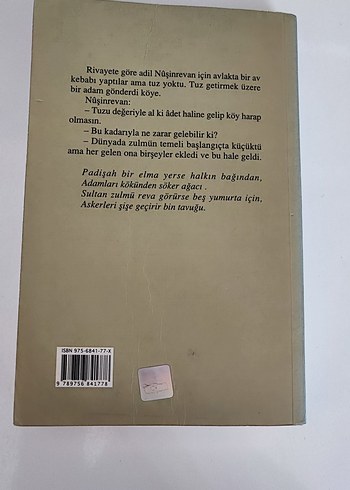 Rivayete göre adil Nûşinrevan için avlakta bir av
kebabı yaptılar ama tuz yoktu. Tuz getirmek üzere
bir adam gönderdi köye.
Nûşinrevan:
– Tuzu değeriyle al ki âdet haline gelip köy harap
olmasın.
– Bu kadarıyla ne zarar gelebilir ki?
– Dünyada zulmün temeli başlangıçta küçüktü
ama her gelen ona birşeyler ekledi ve bu hale geldi.
Padişah bir elma yerse halkın bağından,
Adamları kökünden söker ağacı .
Sultan zulmü reva görürse beş yumurta için,
Askerleri şişe geçirir bin tavuğu.
ISBN 975-6841-77-X
9 789756 841778